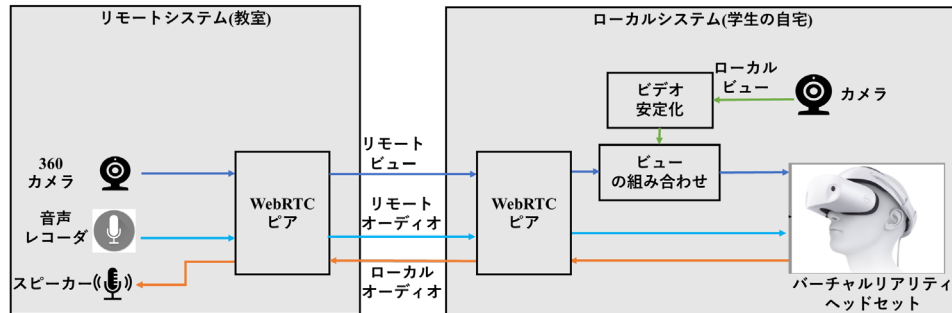 リモートシステム(教室)
ローカルシステム(学生の自宅)
ローカル
ビュー
ビデオ
安定化
カメラ
リモート
ビュー
360
カメラ
ビュー
の組み合わせ
WebRTC
ピア
WebRTC
ピア
リモート
オーディオ
音声
レコーダ
スピーカー
ローカル
オーディオ
バーチャルリアリティ
ヘッドセット